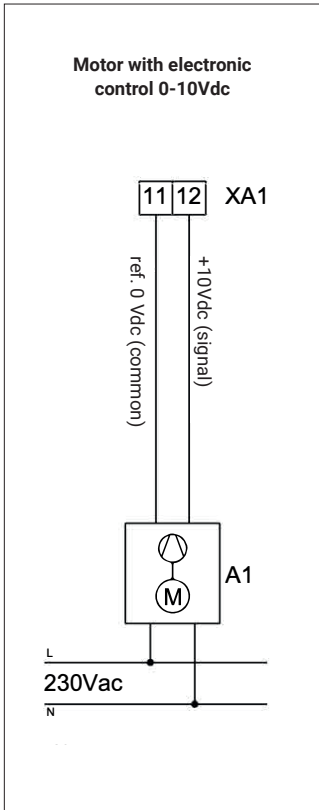 Motor with electronic
control 0-10Vdc
11 12 XA1
ref. 0 Vdc (common)
+10Vdc (signal)
A1
M
L
230Vac
N